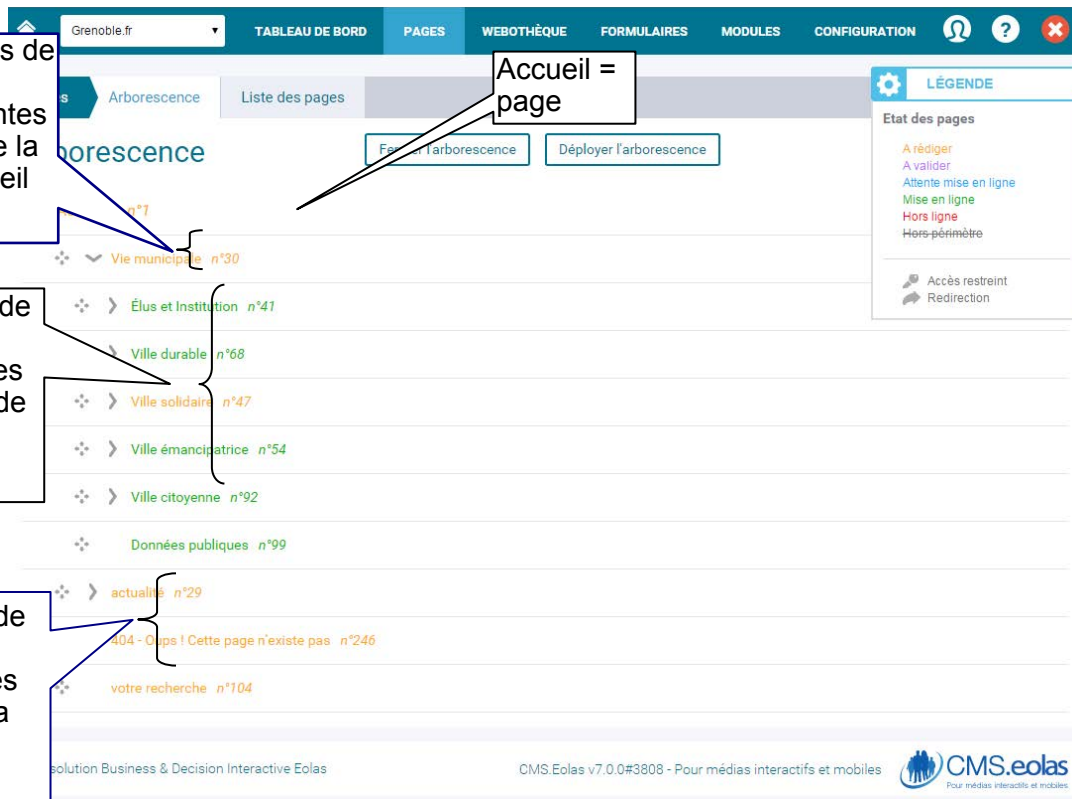 Grenoble.fr
TABLEAU DE BORD
PAGES
WEBOTHÈQUE
FORMULAIRES
MODULES
CONFIGURATION
?
Arborescence
Liste des pages
s de
ntes
e la
eil
Accueil =
page
LÉGENDE
Etat des pages
A rédiger
A valider
Attente mise en ligne
Mise en ligne
Hors ligne
Hors périmètre
Accès restreint
Redirection
borescence
l'arborescence
Déployer l'arborescence
n°1
Vie municipale n°30
Élus et Institution n°41
Ville durable n°68
Ville solidaire n°47
Ville émancipatrice n°54
Ville citoyenne n°92
Données publiques n°99
actualité n°29
404 - Oups ! Cette page n'existe pas n°246
votre recherche n°104
de
es
de
de
es
a
solution Business & Decision Interactive Eolas
CMS.Eolas v7.0.0#3808 - Pour médias interactifs et mobiles
CMS.eolas
Pour médias interactifs et mobiles